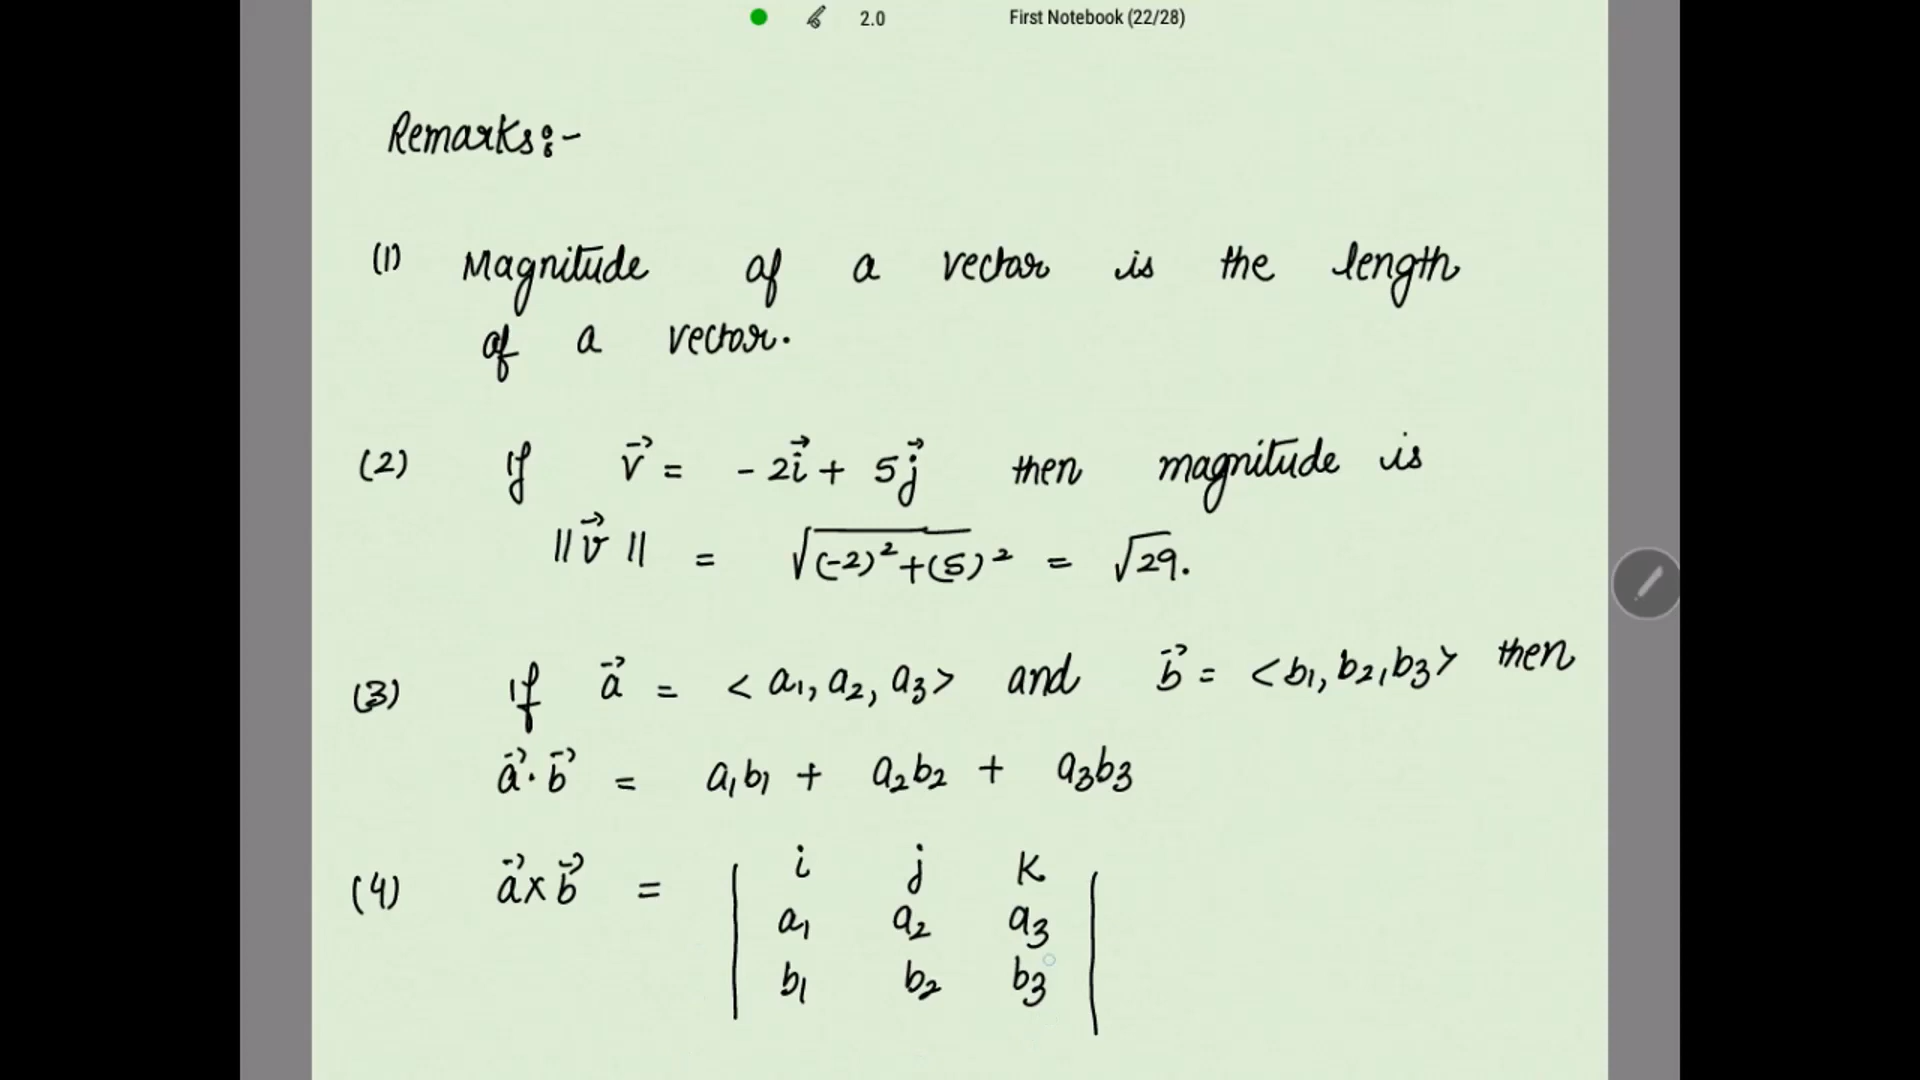 2.0 First Notebook (22/28)
Remarks:-
(1) Magnitude of a vector is the length
of a vector.
(2) If v⃗ = -2i⃗ + 5j⃗ then magnitude is
||v⃗|| = √(-2)²+(5)² = √29.
(3) If a⃗ = <a₁, a₂, a₃> and b⃗ = <b₁, b₂, b₃> then
a⃗·b⃗ = a₁b₁ + a₂b₂ + a₃b₃
(4) a⃗×b⃗ = | i j k |
a₁ a₂ a₃
b₁ b₂ b₃